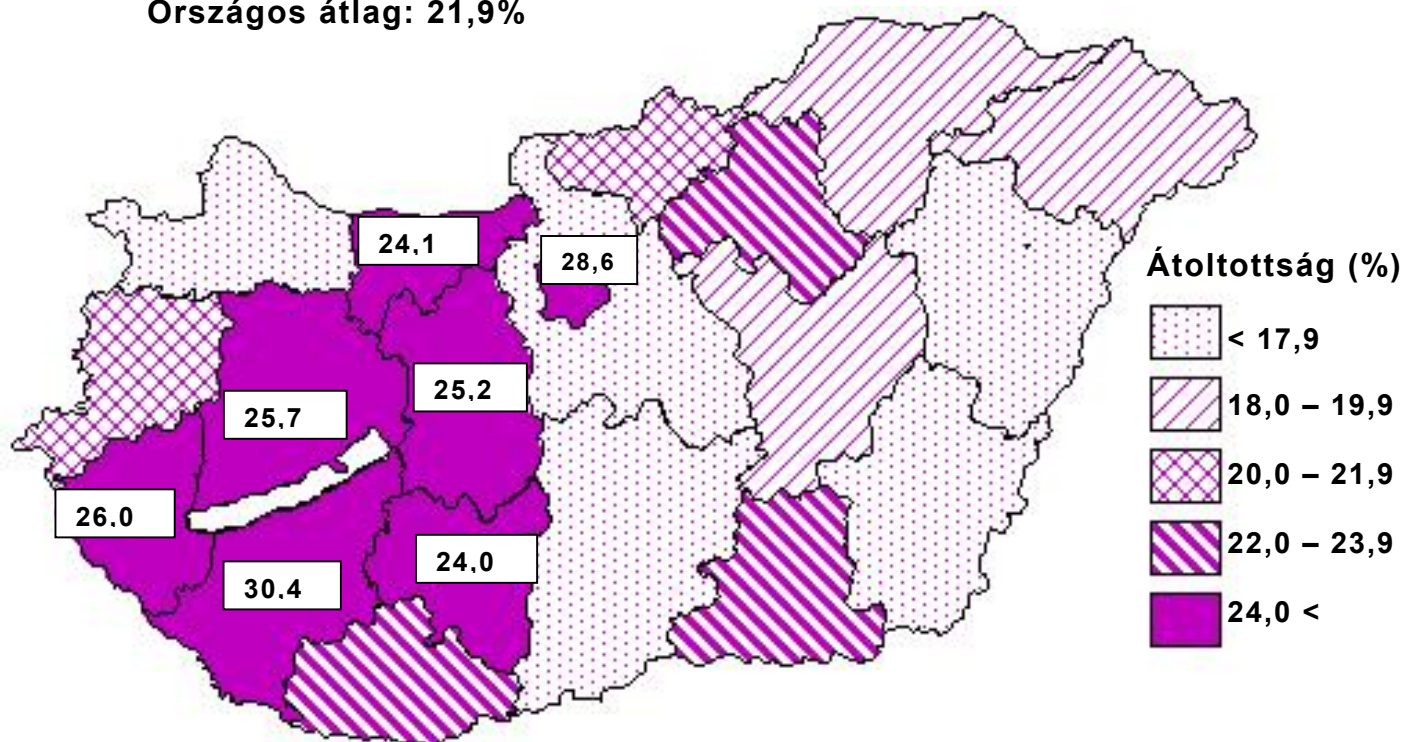 Országos átlag: 21,9%
24,1
28,6
25,2
25,7
26,0
24,0
30,4
Átoltottság (%)
< 17,9
18,0 – 19,9
20,0 – 21,9
22,0 – 23,9
24,0 <